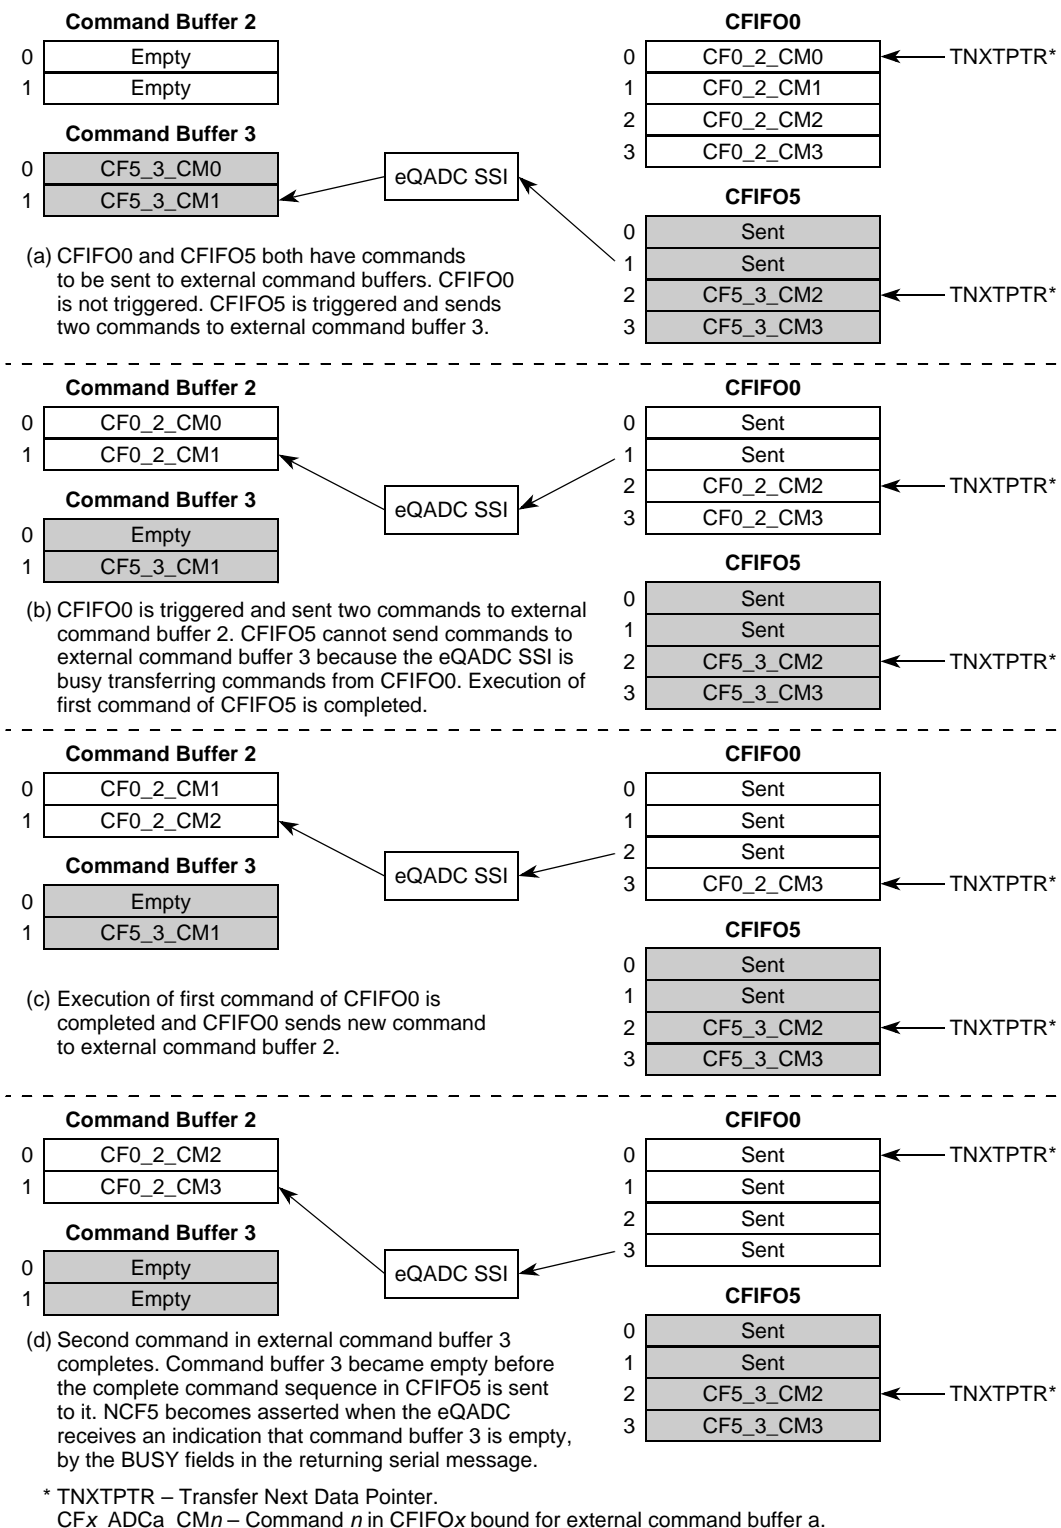 Command Buffer 2
0 Empty
1 Empty
Command Buffer 3
0 CF5_3_CM0
1 CF5_3_CM1
eQADC SSI
CFIFO0
0 CF0_2_CM0 TNXTPTR*
1 CF0_2_CM1
2 CF0_2_CM2
3 CF0_2_CM3
CFIFO5
0 Sent
1 Sent
2 CF5_3_CM2 TNXTPTR*
3 CF5_3_CM3
(a) CFIFO0 and CFIFO5 both have commands
to be sent to external command buffers. CFIFO0
is not triggered. CFIFO5 is triggered and sends
two commands to external command buffer 3.
Command Buffer 2
0 CF0_2_CM0
1 CF0_2_CM1
Command Buffer 3
0 Empty
1 CF5_3_CM1
eQADC SSI
CFIFO0
0 Sent
1 Sent
2 CF0_2_CM2 TNXTPTR*
3 CF0_2_CM3
CFIFO5
0 Sent
1 Sent
2 CF5_3_CM2 TNXTPTR*
3 CF5_3_CM3
(b) CFIFO0 is triggered and sent two commands to external
command buffer 2. CFIFO5 cannot send commands to
external command buffer 3 because the eQADC SSI is
busy transferring commands from CFIFO0. Execution of
first command of CFIFO5 is completed.
Command Buffer 2
0 CF0_2_CM1
1 CF0_2_CM2
Command Buffer 3
0 Empty
1 CF5_3_CM1
eQADC SSI
CFIFO0
0 Sent
1 Sent
2 Sent
3 CF0_2_CM3 TNXTPTR*
CFIFO5
0 Sent
1 Sent
2 CF5_3_CM2 TNXTPTR*
3 CF5_3_CM3
(c) Execution of first command of CFIFO0 is
completed and CFIFO0 sends new command
to external command buffer 2.
Command Buffer 2
0 CF0_2_CM2
1 CF0_2_CM3
Command Buffer 3
0 Empty
1 Empty
eQADC SSI
CFIFO0
0 Sent TNXTPTR*
1 Sent
2 Sent
3 Sent
CFIFO5
0 Sent
1 Sent
2 CF5_3_CM2 TNXTPTR*
3 CF5_3_CM3
(d) Second command in external command buffer 3
completes. Command buffer 3 became empty before
the complete command sequence in CFIFO5 is sent
to it. NCF5 becomes asserted when the eQADC
receives an indication that command buffer 3 is empty,
by the BUSY fields in the returning serial message.
* TNXTPTR – Transfer Next Data Pointer.
CFx_ADCa_CMn – Command n in CFIFOx bound for external command buffer a.